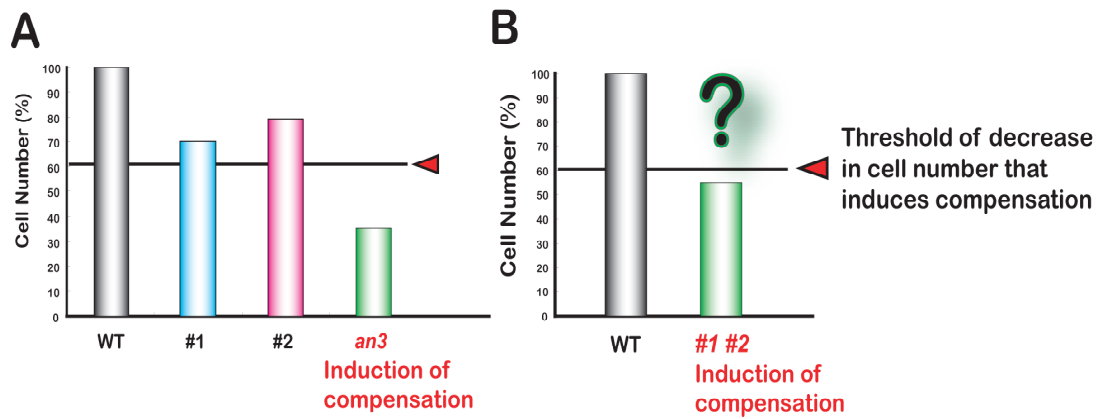 A
Cell Number (%)
100
90
80
70
60
50
40
30
20
10
0
WT
#1
#2
an3
Induction of
compensation
B
Cell Number (%)
100
90
80
70
60
50
40
30
20
10
0
?
WT
#1 #2
Induction of
compensation
Threshold of decrease
in cell number that
induces compensation